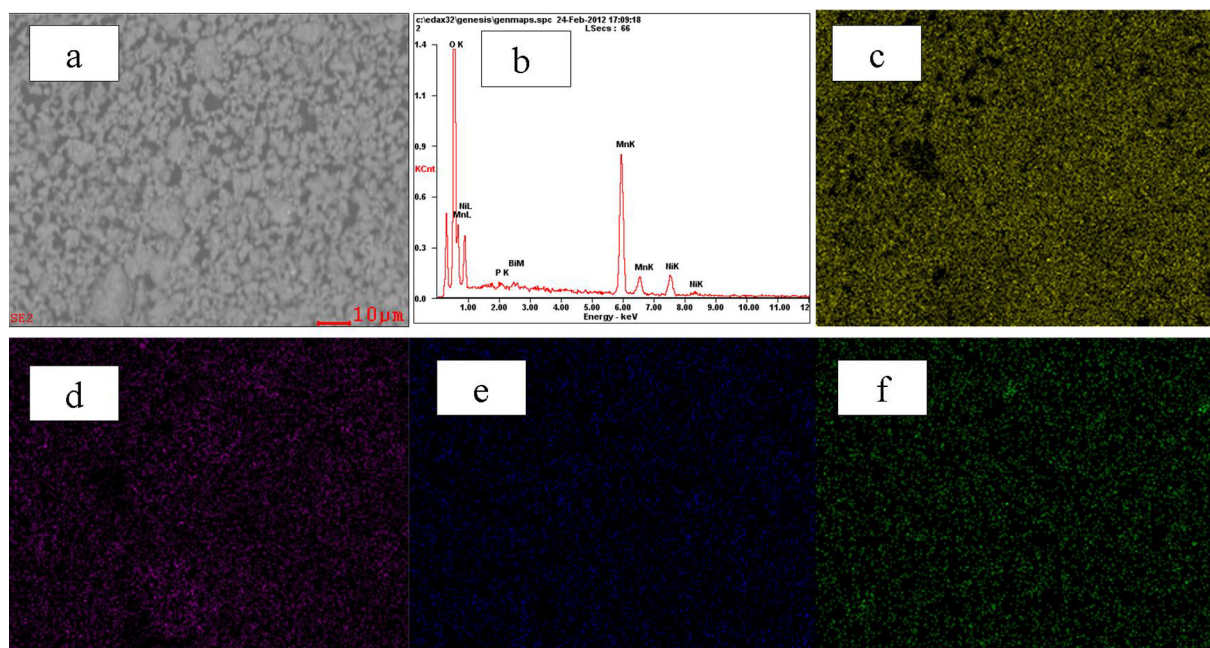 a
SE2
10µm
c:\edax32\genesis\genmaps.spc 24-Feb-2012 17:09:18
2
LSecs : 66
b
1.4
1.1
0.9
KCnt
0.6
0.3
0.0
O K
NiL
MnL
P K
BiM
MnK
MnK
NiK
NiK
1.00 2.00 3.00 4.00 5.00 6.00 7.00 8.00 9.00 10.00 11.00 12
Energy - keV
c
d
e
f